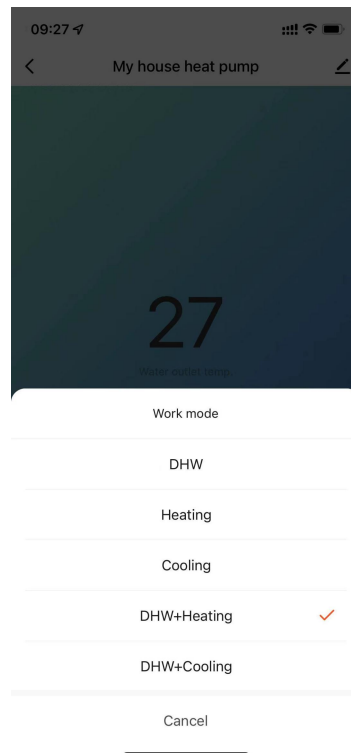 09:27
My house heat pump
27
Water outlet temp.
Work mode
DHW
Heating
Cooling
DHW+Heating
DHW+Cooling
Cancel